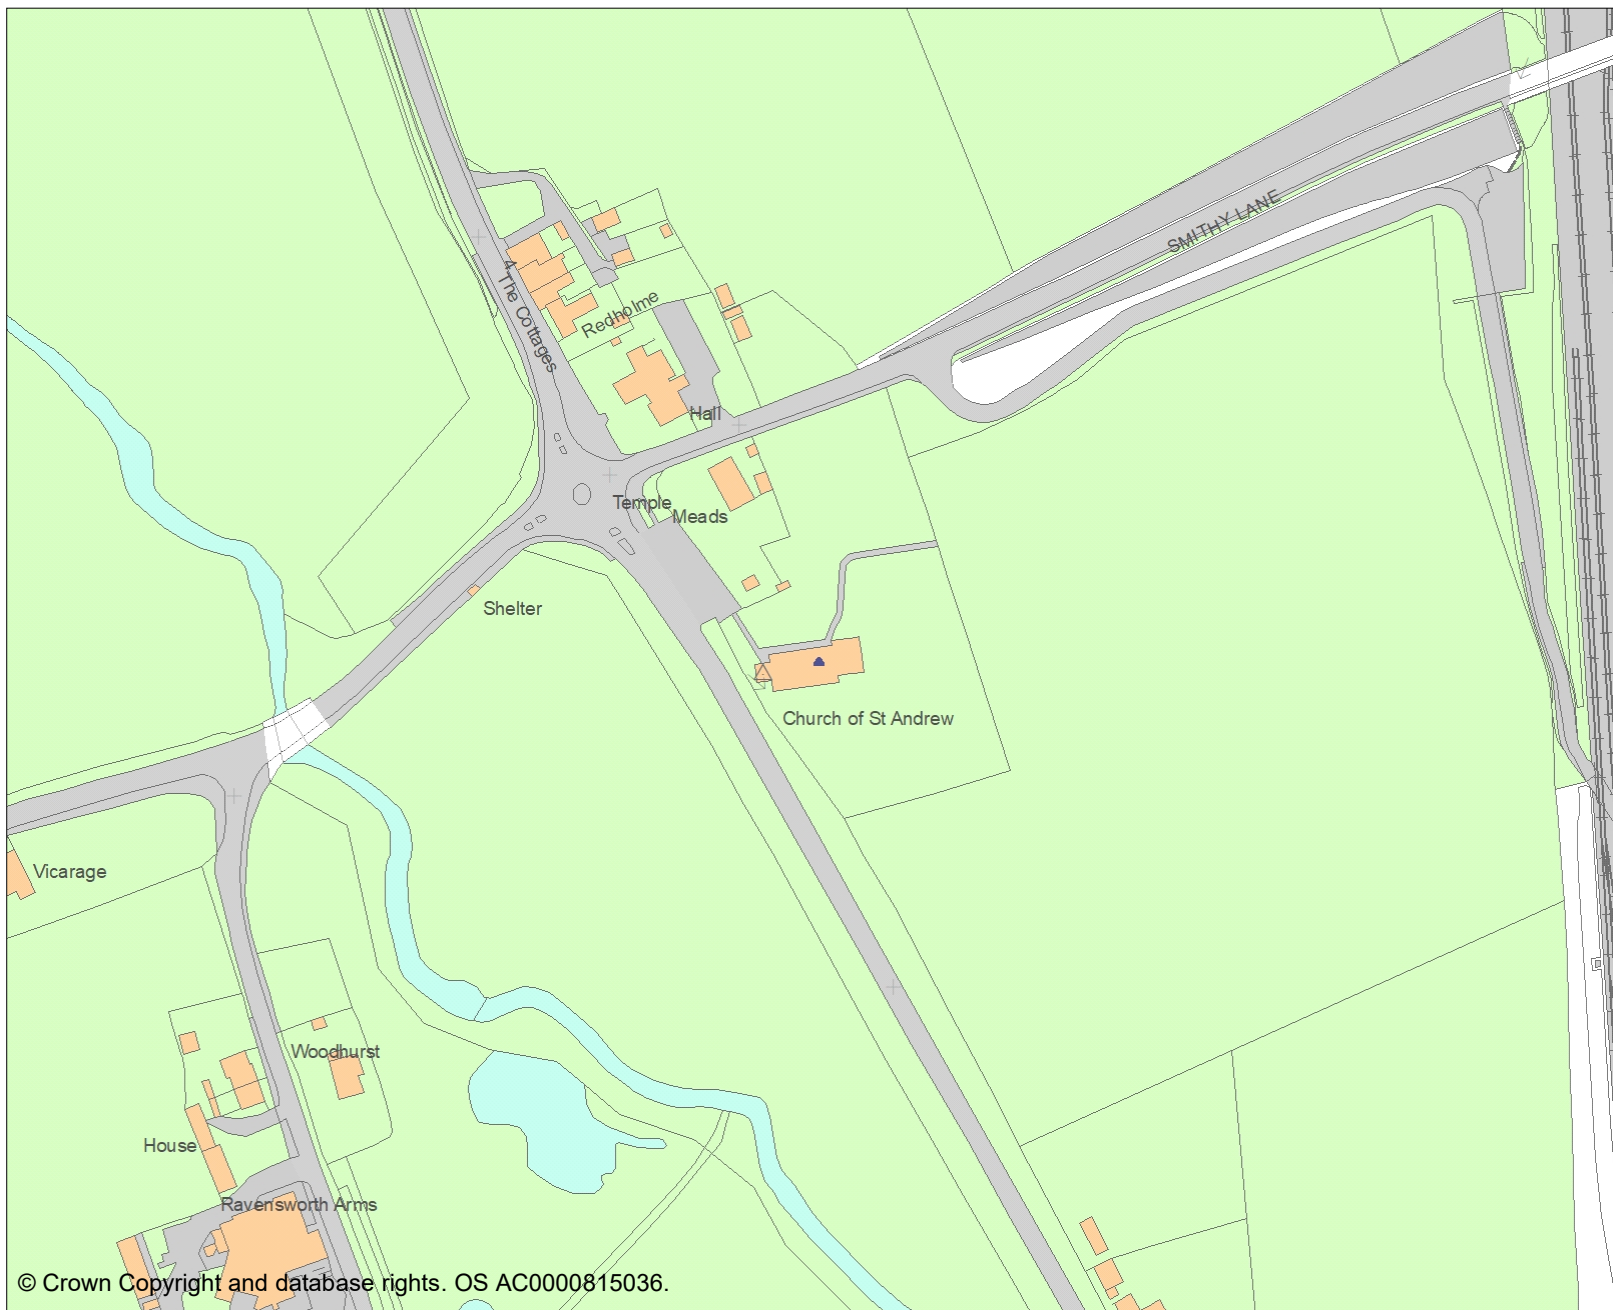 SMITHY LANE
4
The Cottages
Redholme
Hall
Temple
Meads
Shelter
Church of St Andrew
Vicarage
Woodhurst
House
Ravensworth Arms
© Crown Copyright and database rights. OS AC0000815036.